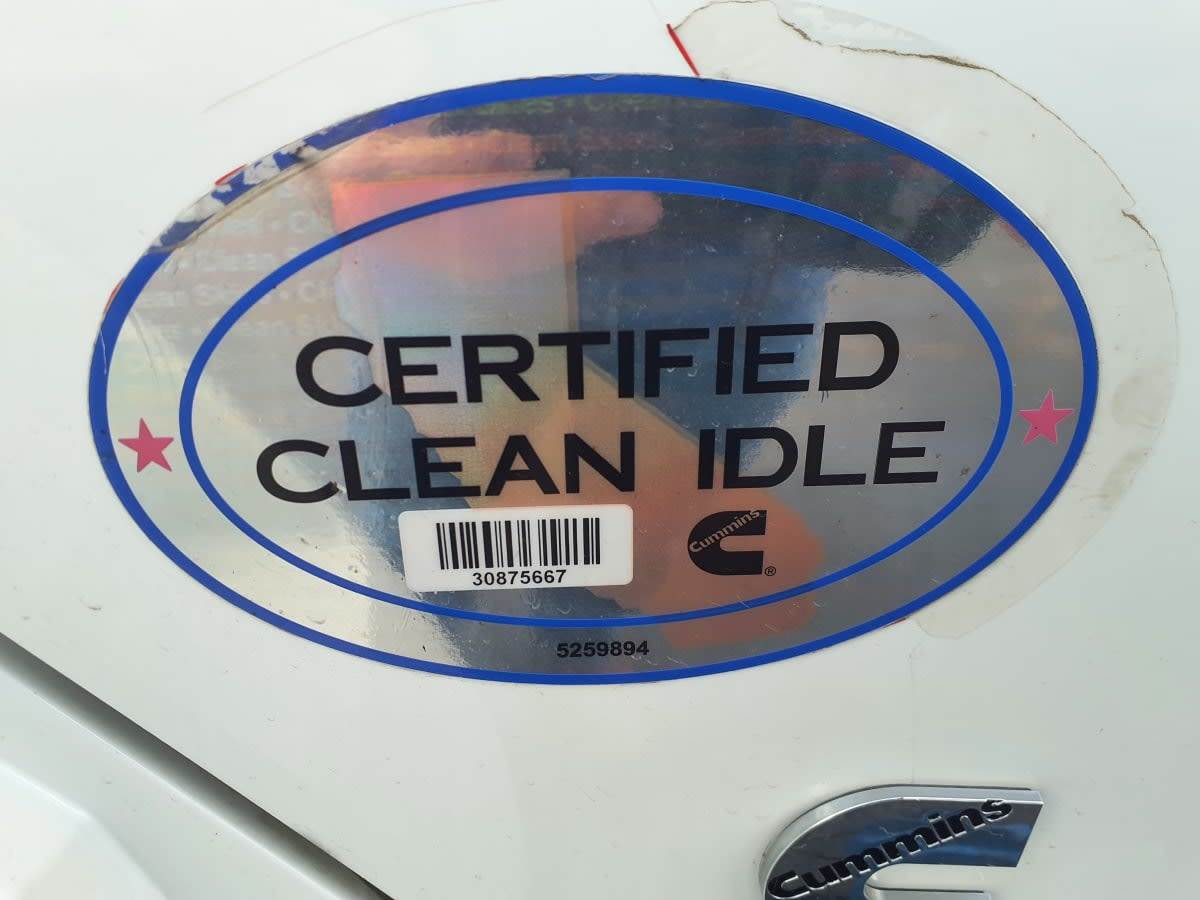 CERTIFIED
CLEAN IDLE
30875667
Cummins
®
5259894
Cummins